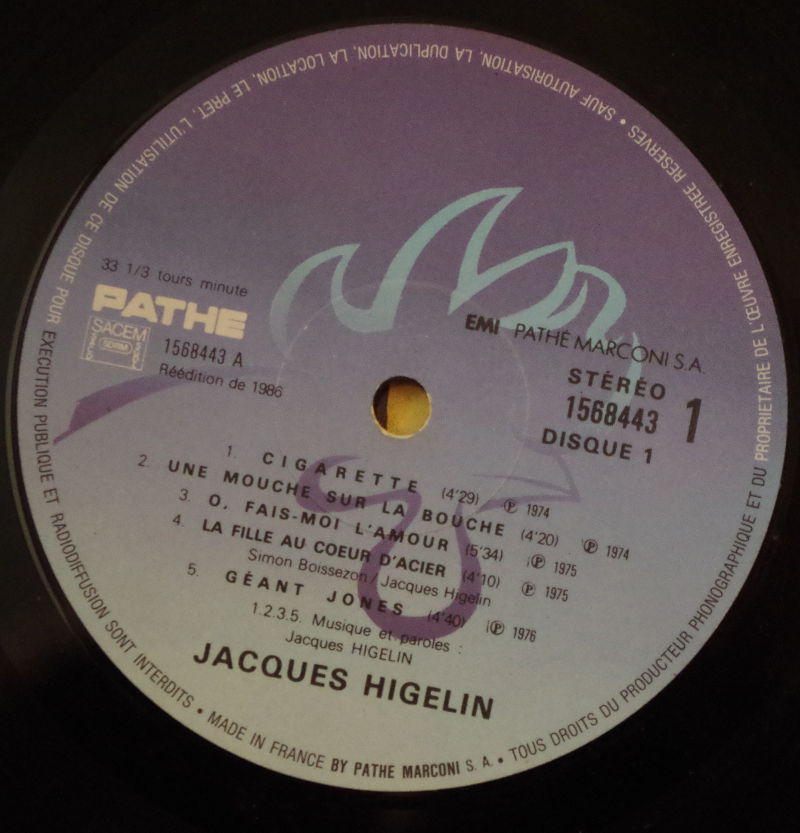 33 1/3 tours minute
PATHE
SACEM
SDRM
1568443 A
Réédition de 1986
EMI PATHÉ MARCONI S.A.
STÉRÉO
1568443
1
DISQUE 1
1. CIGARETTE (4'29) ℗ 1974
2. UNE MOUCHE SUR LA BOUCHE (4'20) ℗ 1974
3. O, FAIS-MOI L'AMOUR (5'34) ℗ 1975
4. LA FILLE AU COEUR D'ACIER (4'10) ℗ 1975
Simon Boissezon / Jacques Higelin
5. GÉANT JONES (4'40) ℗ 1976
1.2.3.5. Musique et paroles :
Jacques HIGELIN
JACQUES HIGELIN
TOUS DROITS DU PRODUCTEUR PHONOGRAPHIQUE ET DU PROPRIETAIRE DE L'ŒUVRE ENREGISTREE RESERVES • SAUF AUTORISATION, LA DUPLICATION, LA LOCATION, LE PRET, L'UTILISATION DE CE DISQUE POUR EXECUTION PUBLIQUE ET RADIODIFFUSION SONT INTERDITS • MADE IN FRANCE BY PATHE MARCONI S. A. •